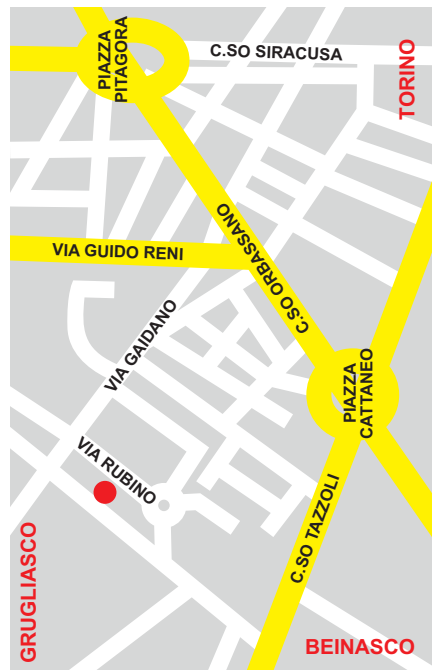 PIAZZA
PITAGORA
C.SO SIRACUSA
TORINO
C.SO ORBASSANO
VIA GUIDO RENI
VIA GAIDANO
PIAZZA
CATTANEO
VIA RUBINO
C.SO TAZZOLI
GRUGLIASCO
BEINASCO